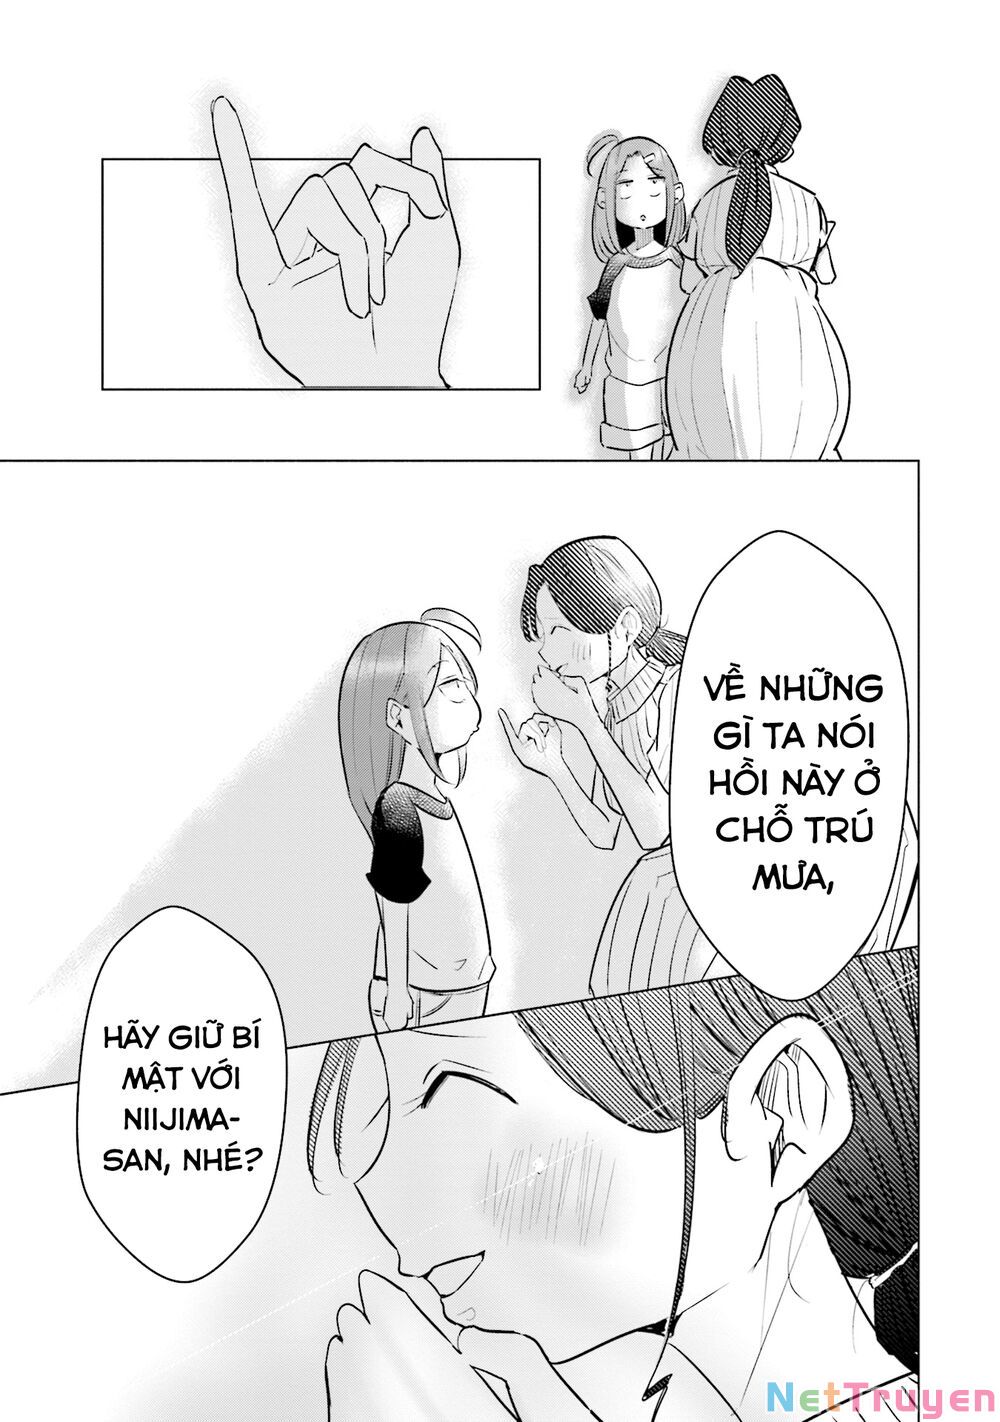 VỀ NHỮNG
GÌ TA NÓI
HỒI NÀY Ở
CHỖ TRÚ
MƯA,
HÃY GIỮ BÍ
MẬT VỚI
NIIJIMA-
SAN, NHÉ?
NetTruyen